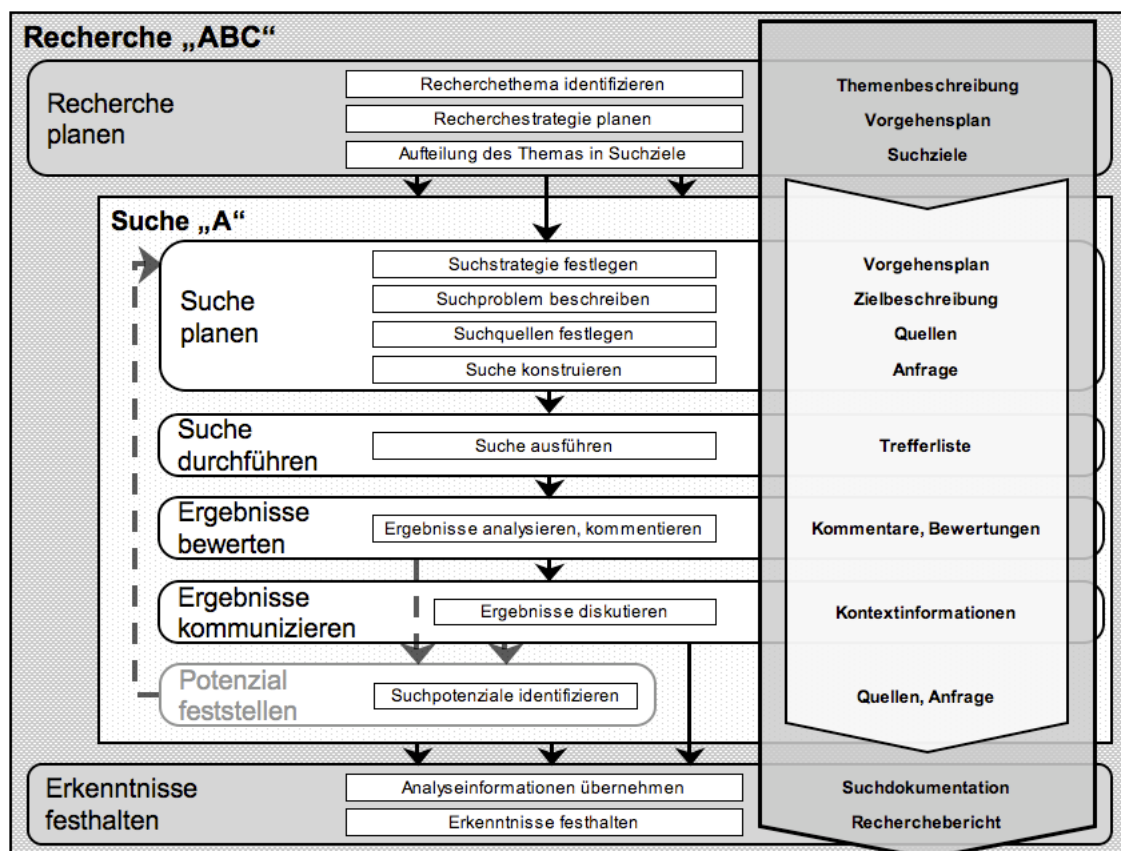 Recherche „ABC“
Recherche
planen
Recherchethema identifizieren
Themenbeschreibung
Recherchestrategie planen
Vorgehensplan
Aufteilung des Themas in Suchziele
Suchziele
Suche „A“
Suche
planen
Suchstrategie festlegen
Vorgehensplan
Suchproblem beschreiben
Zielbeschreibung
Suchquellen festlegen
Quellen
Suche konstruieren
Anfrage
Suche
durchführen
Suche ausführen
Trefferliste
Ergebnisse
bewerten
Ergebnisse analysieren, kommentieren
Kommentare, Bewertungen
Ergebnisse
kommunizieren
Ergebnisse diskutieren
Kontextinformationen
Potenzial
feststellen
Suchpotenziale identifizieren
Quellen, Anfrage
Erkenntnisse
festhalten
Analyseinformationen übernehmen
Suchdokumentation
Erkenntnisse festhalten
Recherchebericht